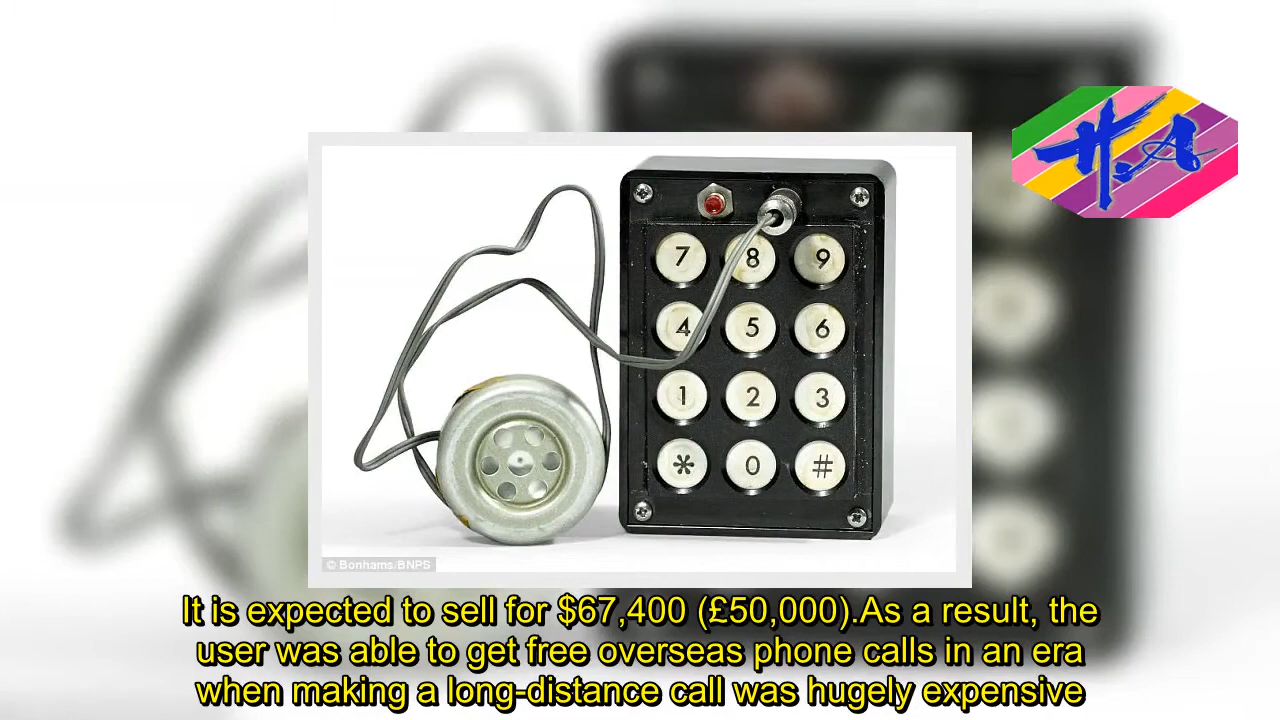 H.A
7 8 9
4 5 6
1 2 3
* 0 #
© Bonhams/BNPS
It is expected to sell for $67,400 (£50,000).As a result, the
user was able to get free overseas phone calls in an era
when making a long-distance call was hugely expensive